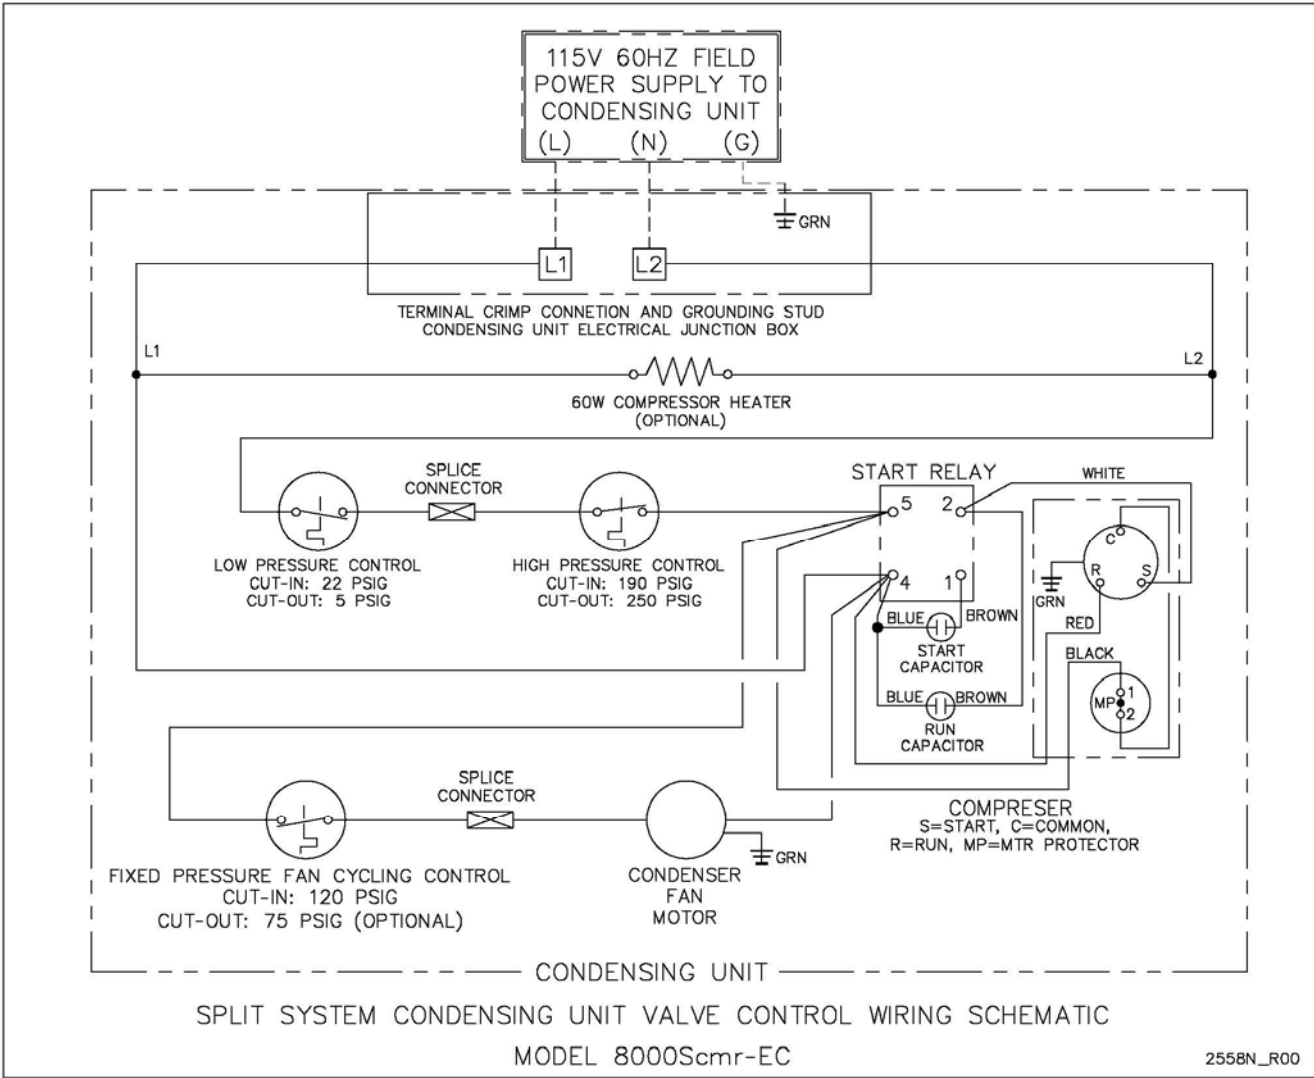 115V 60HZ FIELD
POWER SUPPLY TO
CONDENSING UNIT
(L) (N) (G)
GRN
L1 L2
TERMINAL CRIMP CONNETION AND GROUNDING STUD
CONDENSING UNIT ELECTRICAL JUNCTION BOX
L1
L2
60W COMPRESSOR HEATER
(OPTIONAL)
SPLICE
CONNECTOR
LOW PRESSURE CONTROL
CUT-IN: 22 PSIG
CUT-OUT: 5 PSIG
HIGH PRESSURE CONTROL
CUT-IN: 190 PSIG
CUT-OUT: 250 PSIG
START RELAY
5 2
4 1
WHITE
C
R S
GRN
RED
BLACK
BLUE BROWN
START
CAPACITOR
BLUE BROWN
RUN
CAPACITOR
1
MP
2
COMPRESER
S=START, C=COMMON,
R=RUN, MP=MTR PROTECTOR
SPLICE
CONNECTOR
FIXED PRESSURE FAN CYCLING CONTROL
CUT-IN: 120 PSIG
CUT-OUT: 75 PSIG (OPTIONAL)
GRN
CONDENSER
FAN
MOTOR
CONDENSING UNIT
SPLIT SYSTEM CONDENSING UNIT VALVE CONTROL WIRING SCHEMATIC
MODEL 8000Scmr-EC
2558N_R00